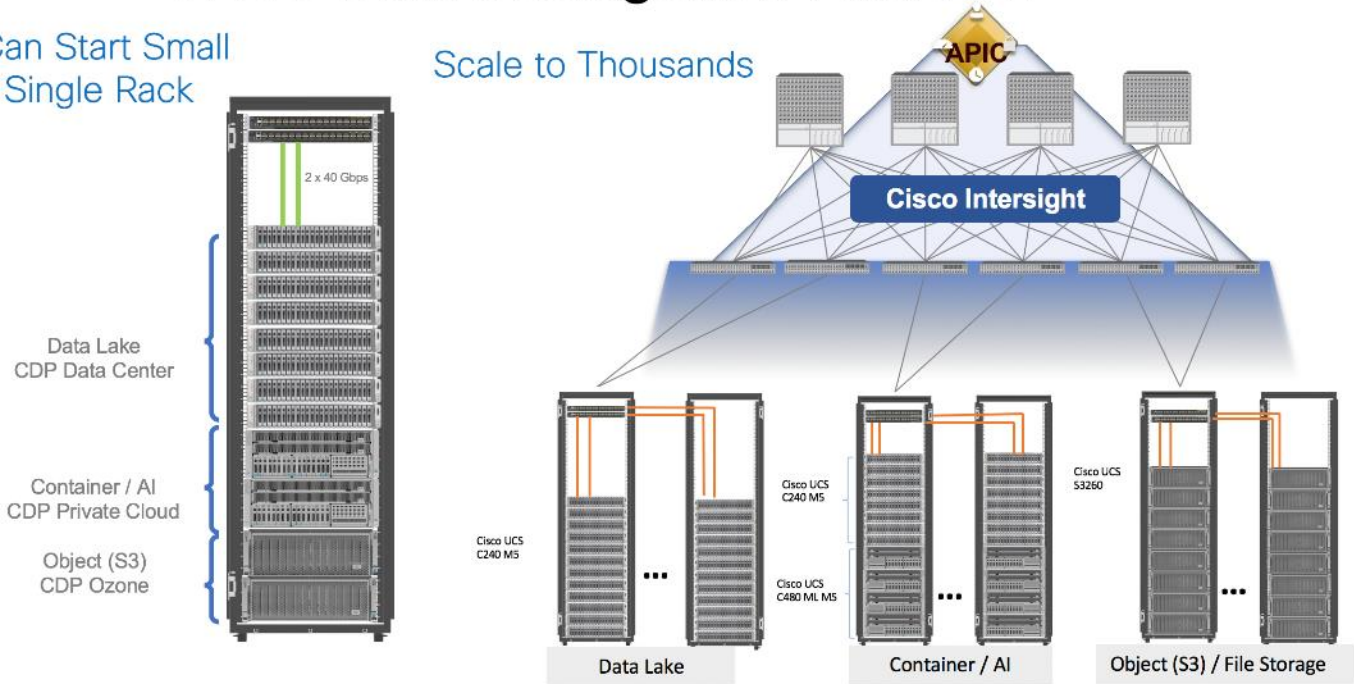 Can Start Small
Single Rack
Scale to Thousands
APIC
2 x 40 Gbps
Cisco Intersight
Data Lake
CDP Data Center
Container / AI
CDP Private Cloud
Object (S3)
CDP Ozone
Cisco UCS
C240 M5
...
Data Lake
Cisco UCS
C240 M5
Cisco UCS
C480 ML M5
...
Container / AI
Cisco UCS
S3260
...
Object (S3) / File Storage